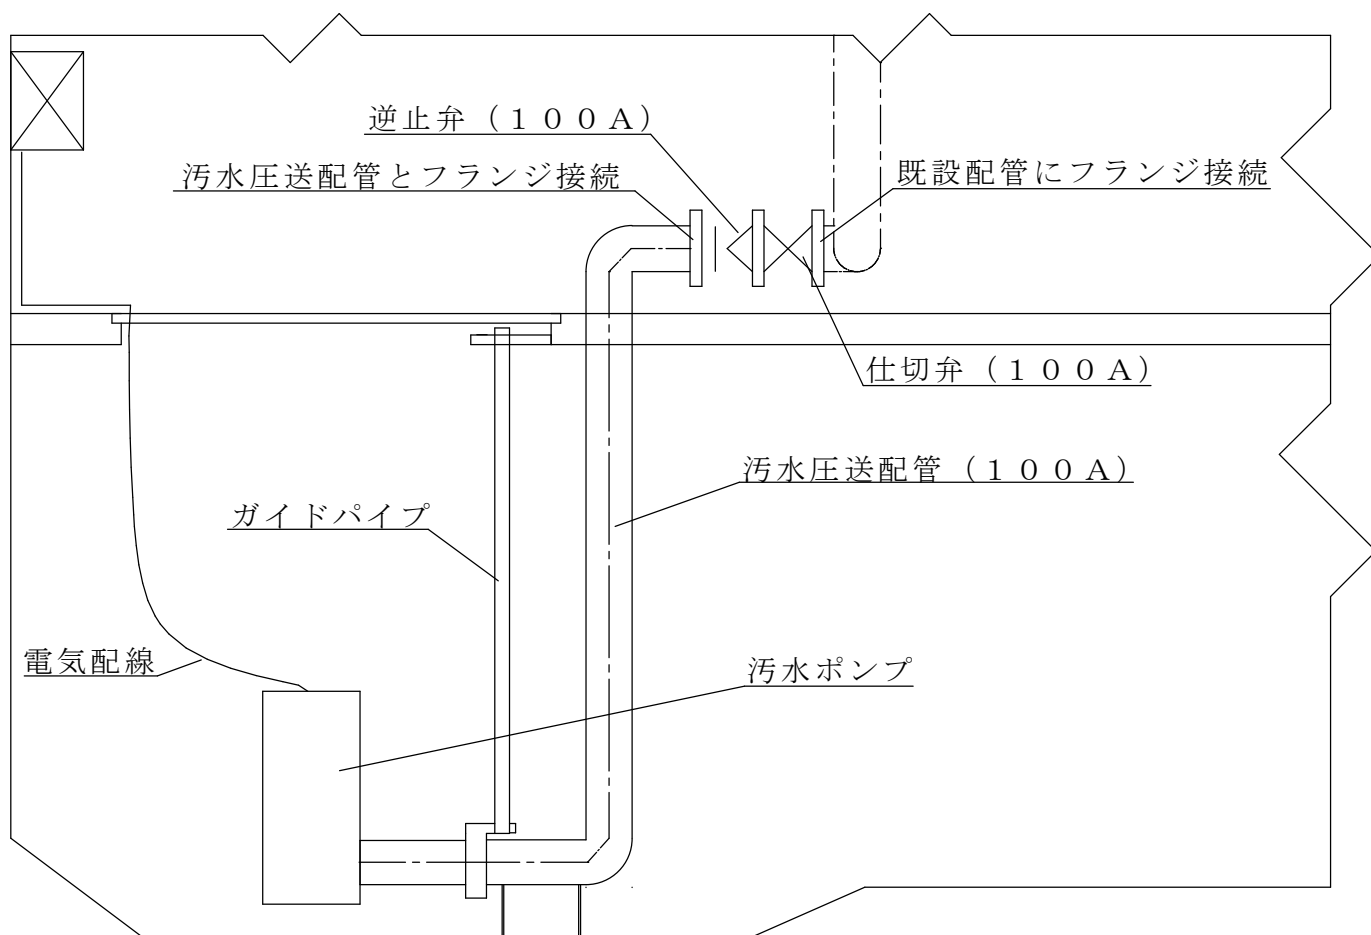 逆止弁（１００Ａ）
汚水圧送配管とフランジ接続
既設配管にフランジ接続
仕切弁（１００Ａ）
汚水圧送配管（１００Ａ）
ガイドパイプ
電気配線
汚水ポンプ